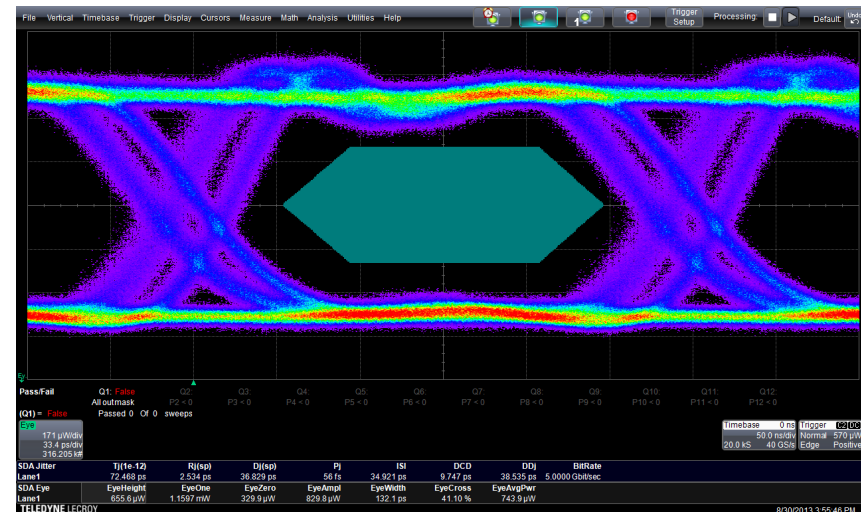 File Vertical Timebase Trigger Display Cursors Measure Math Analysis Utilities Help 1 Trigger Setup Processing: Default: Undo
Ey
Pass/Fail Q1: False Q2: Q3: Q4: Q5: Q6: Q7: Q8: Q9: Q10: Q11: Q12:
All out mask P2 < 0 P3 < 0 P4 < 0 P5 < 0 P6 < 0 P7 < 0 P8 < 0 P9 < 0 P10 < 0 P11 < 0 P12 < 0
(Q1) = False Passed 0 Of 0 sweeps
Eye
171 µW/div
33.4 ps/div
316.205 k#
Timebase 0 ns Trigger C2 DC
50.0 ns/div Normal 570 µW
20.0 kS 40 GS/s Edge Positive
SDA Jitter Tj(1e-12) Rj(sp) Dj(sp) Pj ISI DCD DDj BitRate
Lane1 72.468 ps 2.534 ps 36.829 ps 56 fs 34.921 ps 9.747 ps 38.535 ps 5.0000 Gbit/sec
SDA Eye EyeHeight EyeOne EyeZero EyeAmpl EyeWidth EyeCross EyeAvgPwr
Lane1 655.6 µW 1.1597 mW 329.9 µW 829.8 µW 132.1 ps 41.10 % 743.9 µW
TELEDYNE LECROY 8/30/2013 3:55:46 PM